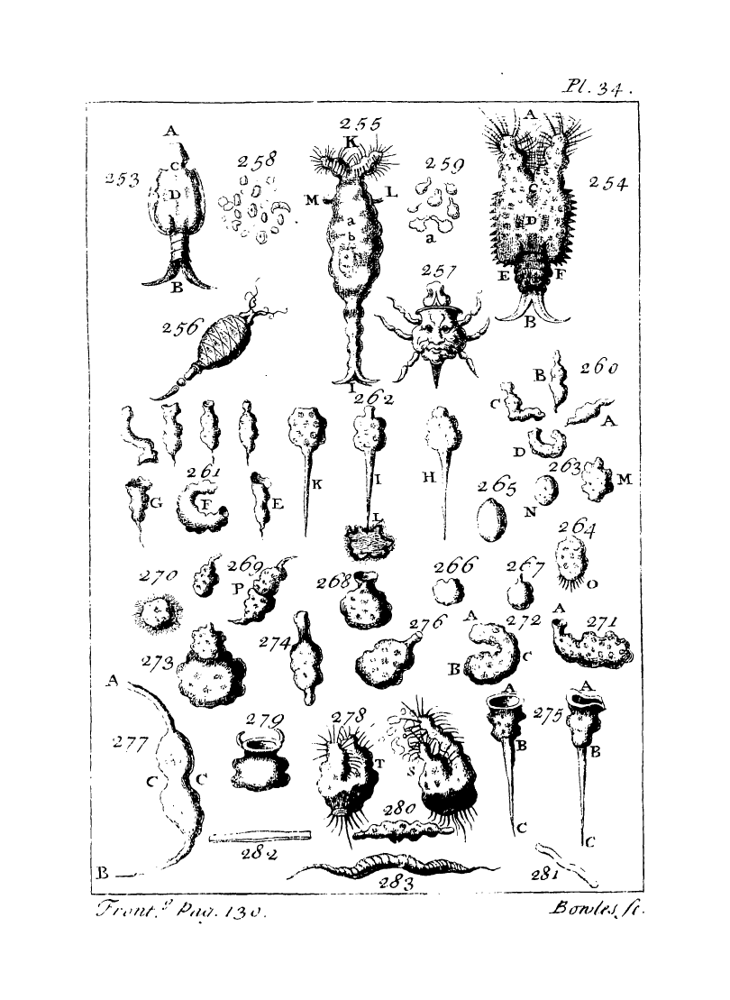 Pl. 34.
A
255
K
A
C
258
259
253
254
M
L
D
a
b
C
D
a
257
E
F
B
B
256
I
B
260
C
A
262
D
261
K
I
H
263
M
G
F
E
265
N
L
264
270
269
P
268
266
267
O
A
273
274
276
A
272
271
B
C
A
279
278
A
275
A
277
B
B
C
C
T
S
280
C
C
282
B
283
281
Front.^e Pag. 130.
Bowles, sc.